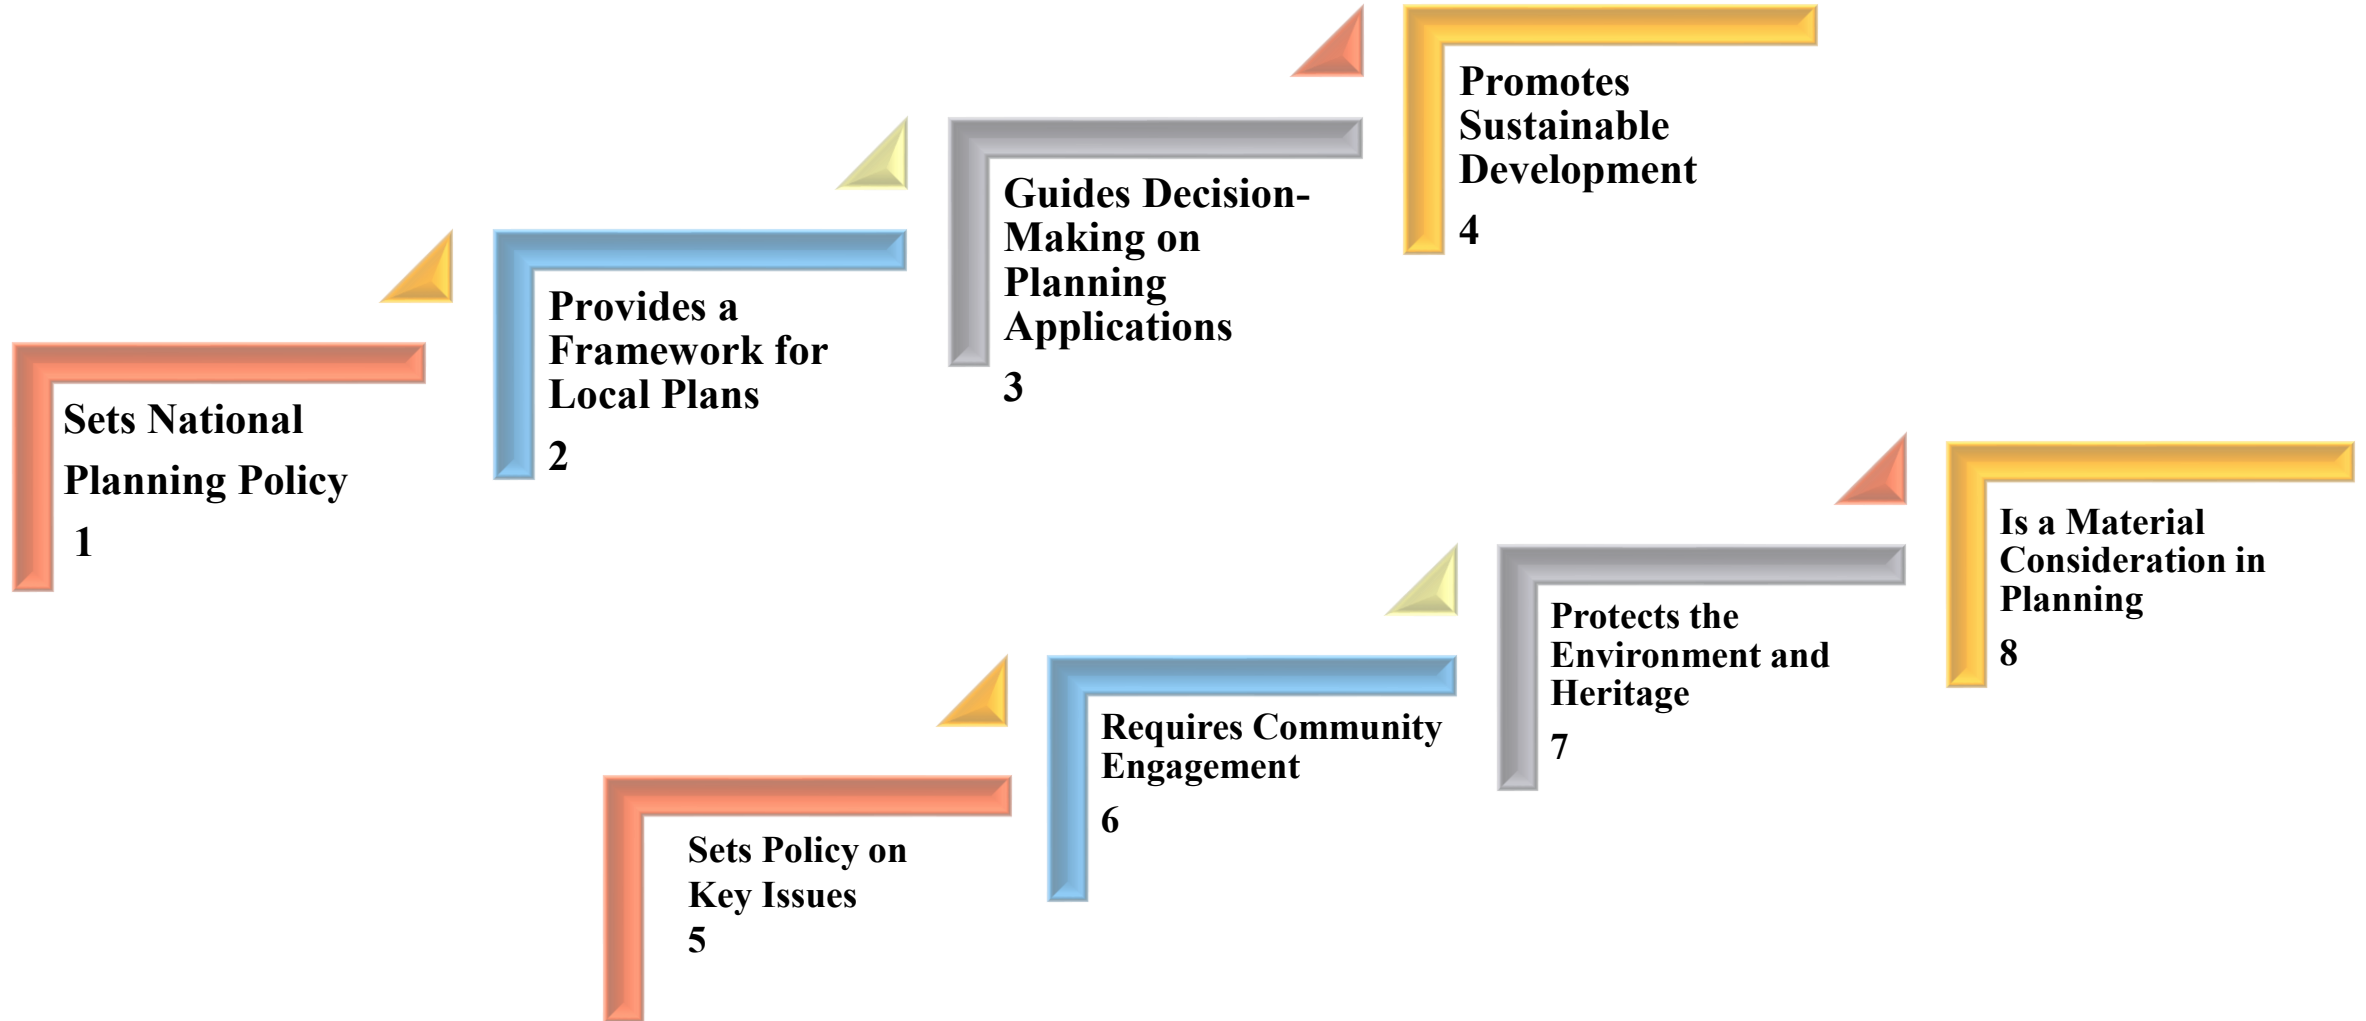 Sets National
Planning Policy
1
Provides a
Framework for
Local Plans
2
Guides Decision-
Making on
Planning
Applications
3
Promotes
Sustainable
Development
4
Sets Policy on
Key Issues
5
Requires Community
Engagement
6
Protects the
Environment and
Heritage
7
Is a Material
Consideration in
Planning
8